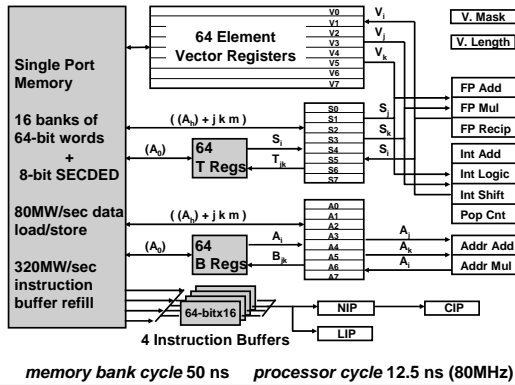 Single Port
Memory
16 banks of
64-bit words
+
8-bit SECDED
80MW/sec data
load/store
320MW/sec
instruction
buffer refill
64 Element
Vector Registers
V0
V1
V2
V3
V4
V5
V6
V7
Vi
Vj
Vk
V. Mask
V. Length
((Ah) + j k m)
(A0)
64
T Regs
Si
Tjk
S0
S1
S2
S3
S4
S5
S6
S7
Sj
Sk
Si
FP Add
FP Mul
FP Recip
Int Add
Int Logic
Int Shift
Pop Cnt
((Ah) + j k m)
(A0)
64
B Regs
Ai
Bjk
A0
A1
A2
A3
A4
A5
A6
A7
Aj
Ak
Ai
Addr Add
Addr Mul
64-bitx16
4 Instruction Buffers
NIP
CIP
LIP
memory bank cycle 50 ns processor cycle 12.5 ns (80MHz)